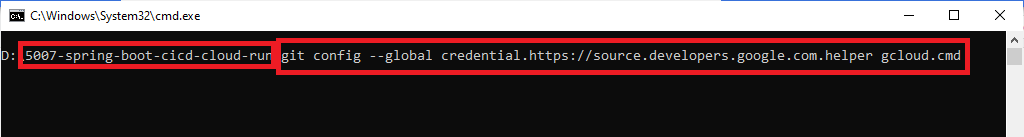 C:\Windows\System32\cmd.exe
D: 5007-spring-boot-cicd-cloud-run git config --global credential.https://source.developers.google.com.helper gcloud.cmd